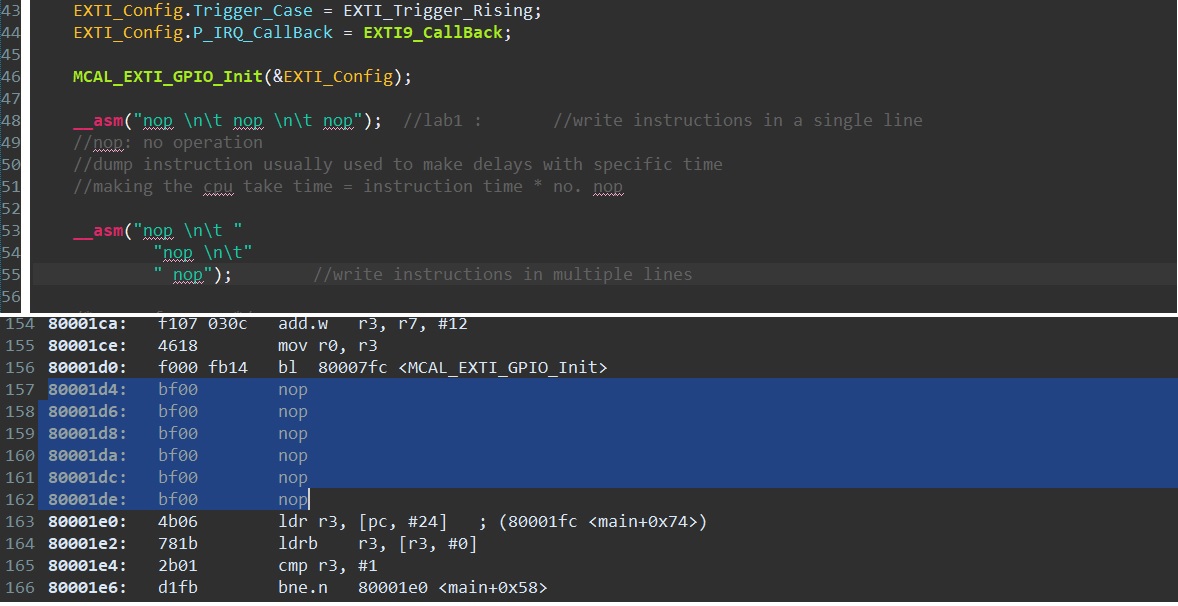 43 EXTI_Config.Trigger_Case = EXTI_Trigger_Rising;
44 EXTI_Config.P_IRQ_CallBack = EXTI9_CallBack;
45
46 MCAL_EXTI_GPIO_Init(&EXTI_Config);
47
48 __asm("nop \n\t nop \n\t nop"); //lab1 : //write instructions in a single line
49 //nop: no operation
50 //dump instruction usually used to make delays with specific time
51 //making the cpu take time = instruction time * no. nop
52
53 __asm("nop \n\t "
54 "nop \n\t"
55 " nop"); //write instructions in multiple lines
56
154 80001ca: f107 030c add.w r3, r7, #12
155 80001ce: 4618 mov r0, r3
156 80001d0: f000 fb14 bl 80007fc <MCAL_EXTI_GPIO_Init>
157 80001d4: bf00 nop
158 80001d6: bf00 nop
159 80001d8: bf00 nop
160 80001da: bf00 nop
161 80001dc: bf00 nop
162 80001de: bf00 nop
163 80001e0: 4b06 ldr r3, [pc, #24] ; (80001fc <main+0x74>)
164 80001e2: 781b ldrb r3, [r3, #0]
165 80001e4: 2b01 cmp r3, #1
166 80001e6: d1fb bne.n 80001e0 <main+0x58>